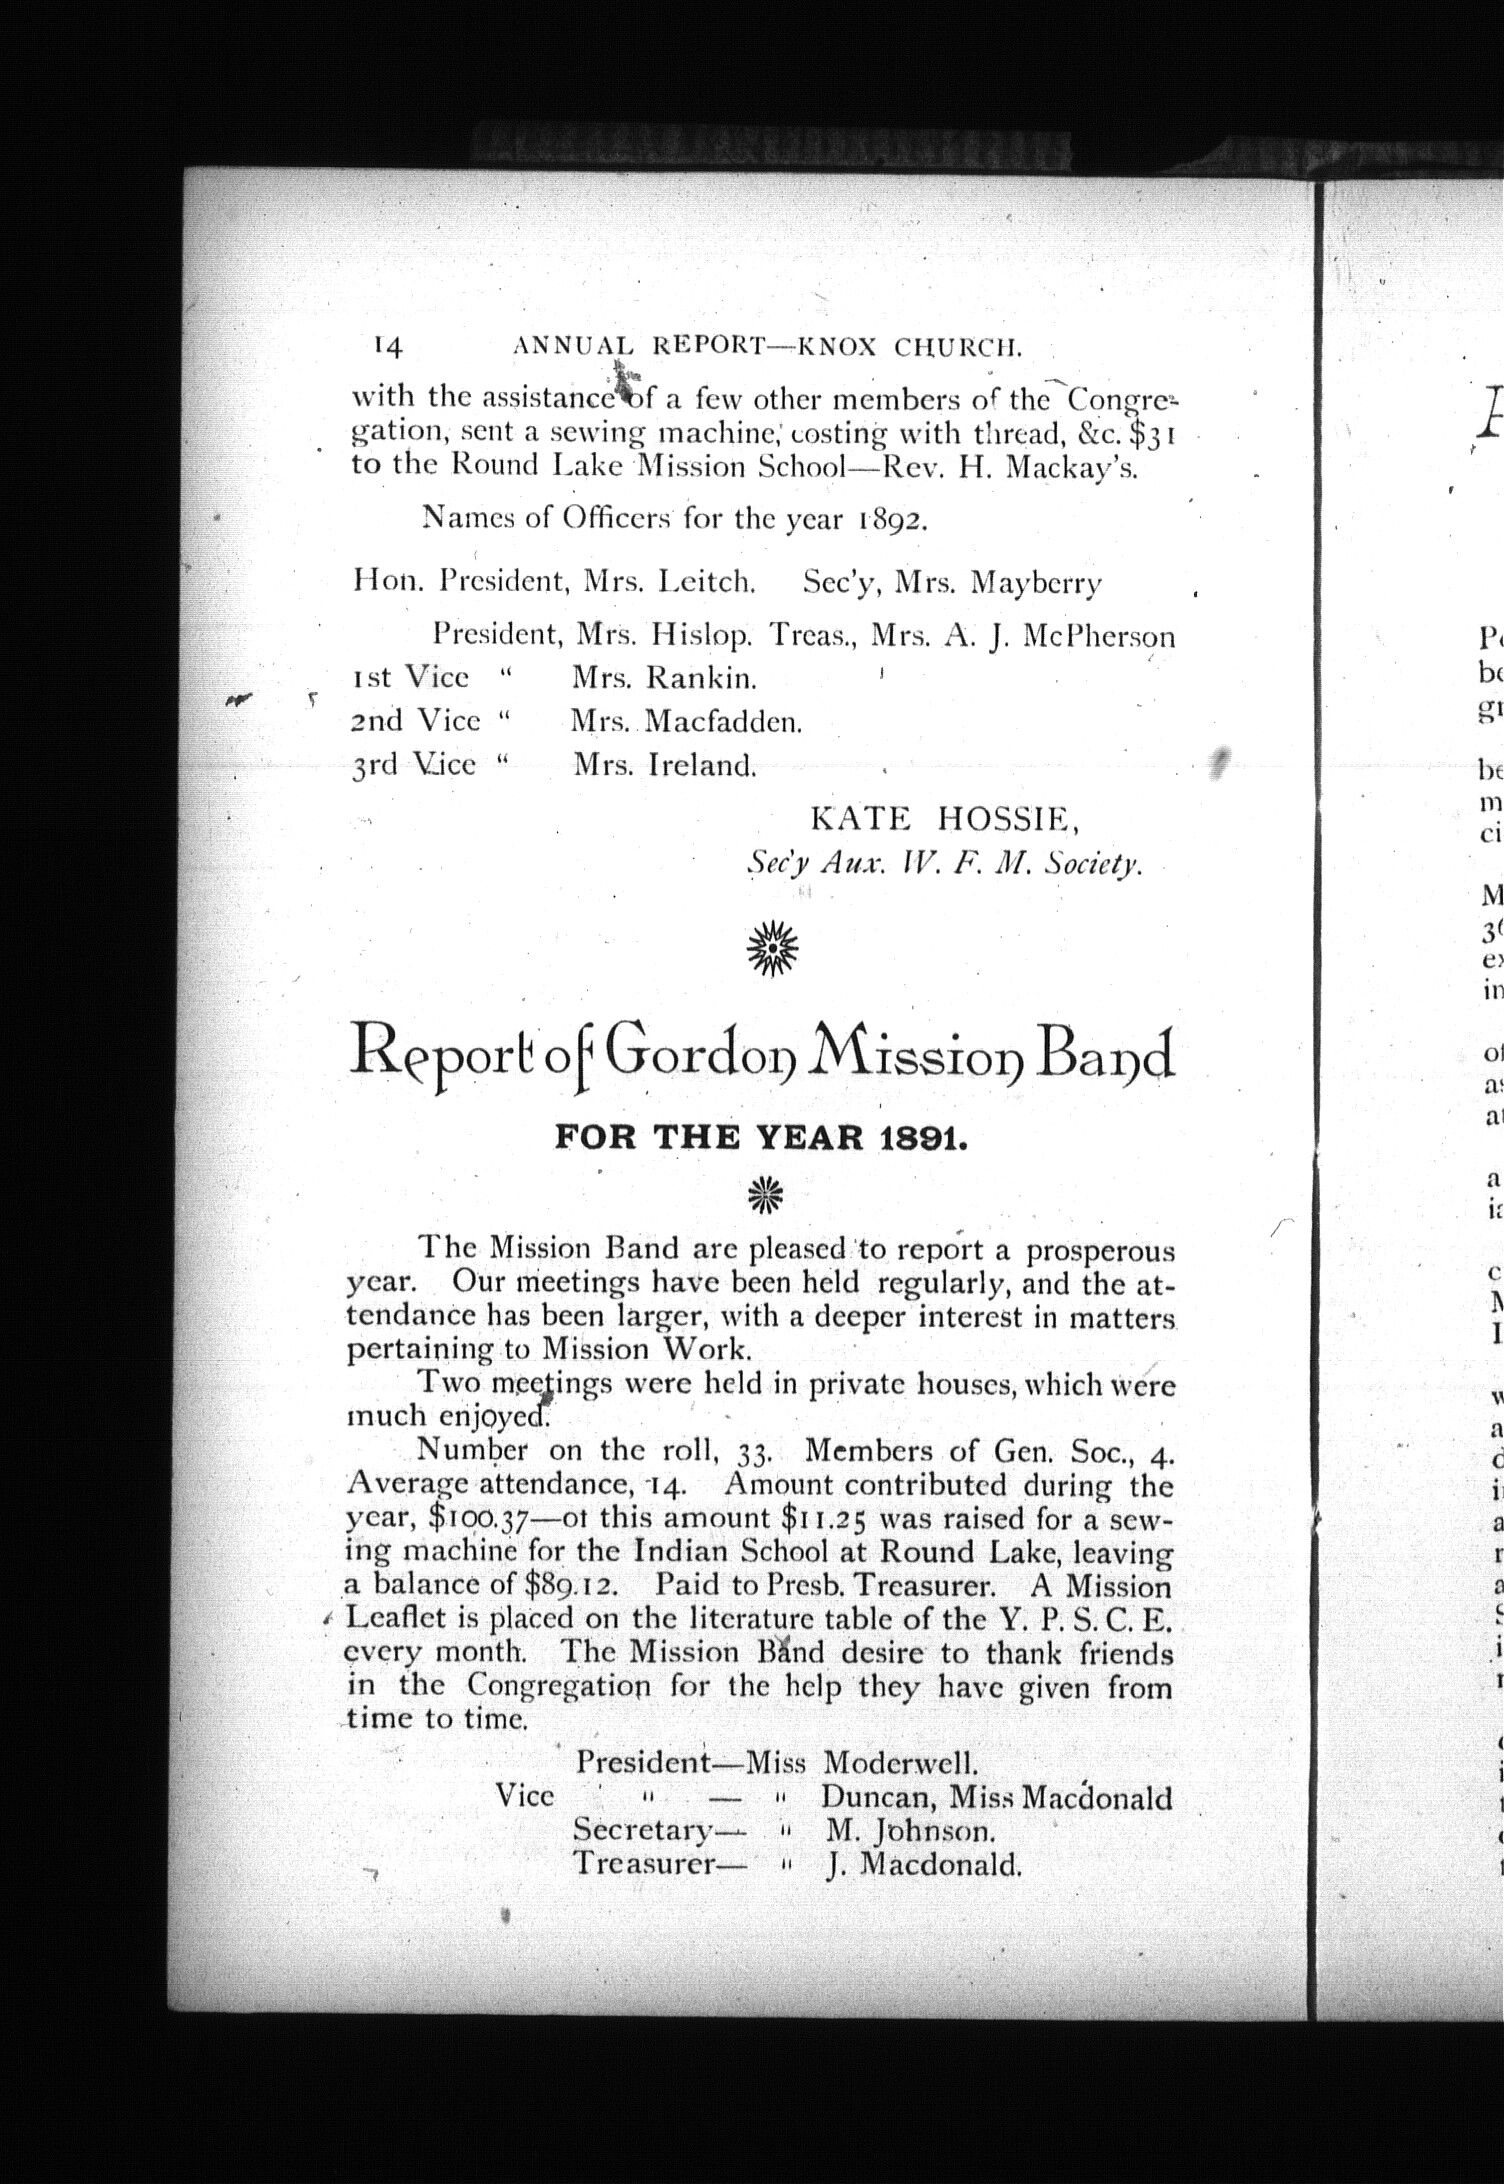 14 ANNUAL REPORT—KNOX CHURCH.
with the assistance of a few other members of the Congre-
gation, sent a sewing machine, costing with thread, &c. $31
to the Round Lake Mission School—Rev. H. Mackay's.
Names of Officers for the year 1892.
Hon. President, Mrs. Leitch. Sec'y, Mrs. Mayberry
President, Mrs. Hislop. Treas., Mrs. A. J. McPherson
1st Vice " Mrs. Rankin.
2nd Vice " Mrs. Macfadden.
3rd Vice " Mrs. Ireland.
KATE HOSSIE,
Sec'y Aux. W. F. M. Society.
Report of Gordon Mission Band
FOR THE YEAR 1891.
The Mission Band are pleased to report a prosperous
year. Our meetings have been held regularly, and the at-
tendance has been larger, with a deeper interest in matters
pertaining to Mission Work.
Two meetings were held in private houses, which were
much enjoyed.
Number on the roll, 33. Members of Gen. Soc., 4.
Average attendance, 14. Amount contributed during the
year, $100.37—ot this amount $11.25 was raised for a sew-
ing machine for the Indian School at Round Lake, leaving
a balance of $89.12. Paid to Presb. Treasurer. A Mission
Leaflet is placed on the literature table of the Y. P. S. C. E.
every month. The Mission Band desire to thank friends
in the Congregation for the help they have given from
time to time.
President—Miss Moderwell.
Vice " — " Duncan, Miss Macdonald
Secretary— " M. Johnson.
Treasurer— " J. Macdonald.